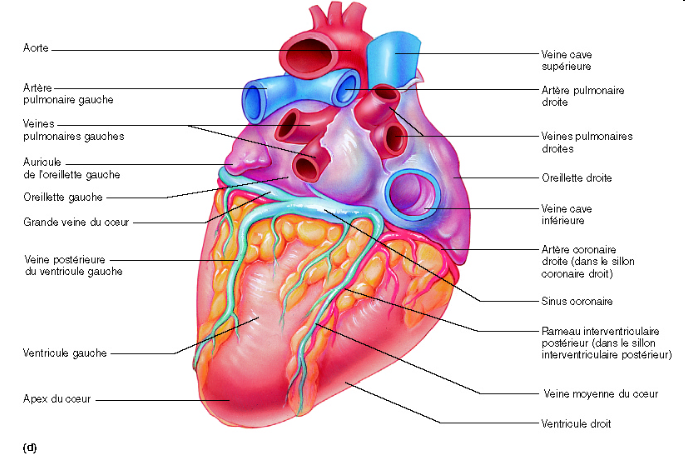 Aorte
Artère
pulmonaire gauche
Veines
pulmonaires gauches
Auricule
de l'oreillette gauche
Oreillette gauche
Grande veine du cœur
Veine postérieure
du ventricule gauche
Ventricule gauche
Apex du cœur
(d)
Veine cave
supérieure
Artère pulmonaire
droite
Veines pulmonaires
droites
Oreillette droite
Veine cave
inférieure
Artère coronaire
droite (dans le sillon
coronaire droit)
Sinus coronaire
Rameau interventriculaire
postérieur (dans le sillon
interventriculaire postérieur)
Veine moyenne du cœur
Ventricule droit